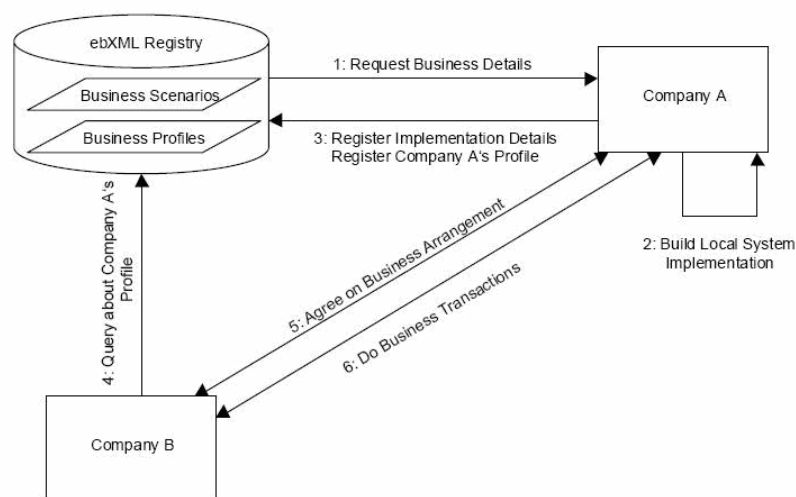 ebXML Registry
Business Scenarios
Business Profiles
1: Request Business Details
Company A
3: Register Implementation Details
Register Company A's Profile
2: Build Local System
Implementation
4: Query about Company A's
Profile
5: Agree on Business Arrangement
6: Do Business Transactions
Company B